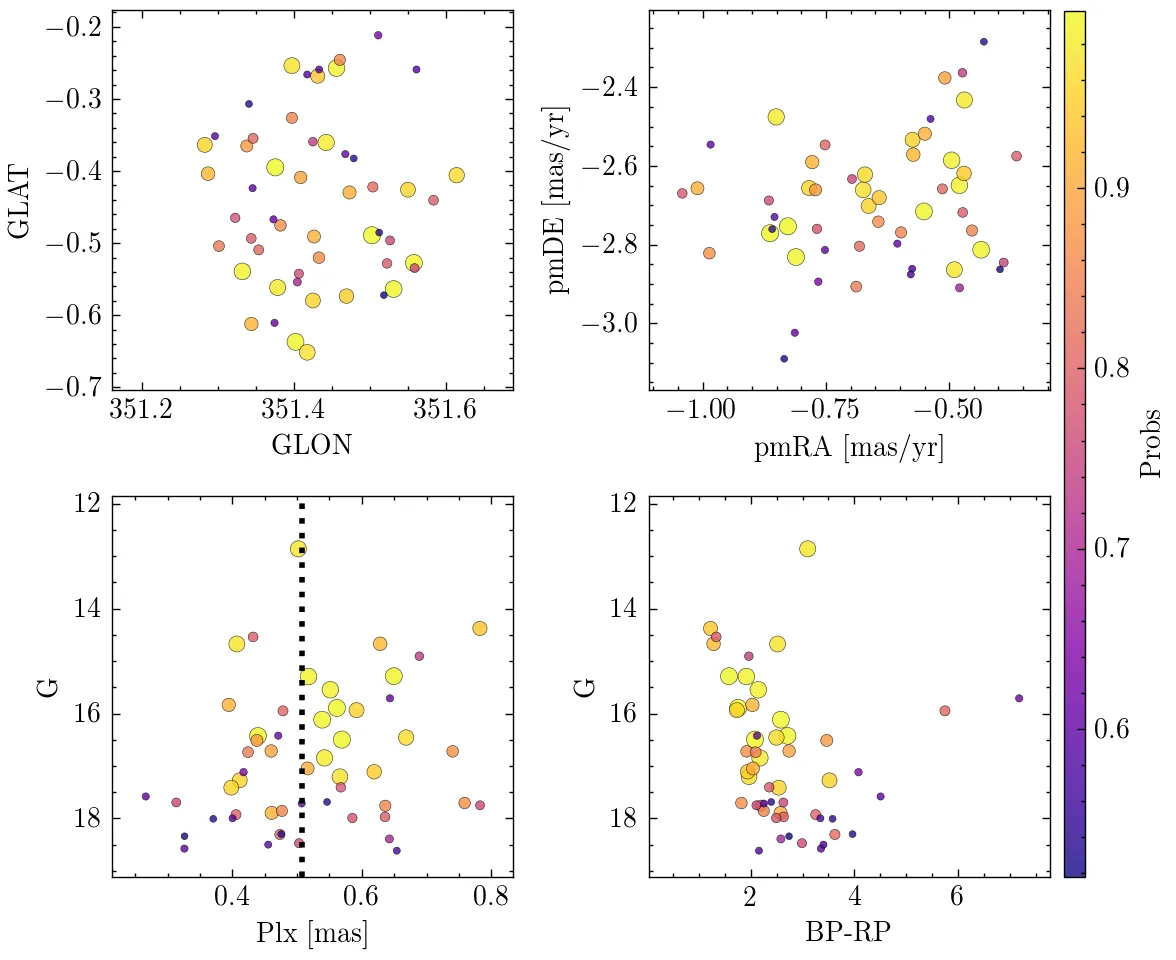 −0.2
−0.3
−0.4
−0.5
−0.6
−0.7
GLAT
351.2 351.4 351.6
GLON
−2.4
−2.6
−2.8
−3.0
pmDE [mas/yr]
−1.00 −0.75 −0.50
pmRA [mas/yr]
12
14
16
18
G
0.4 0.6 0.8
Plx [mas]
12
14
16
18
G
2 4 6
BP-RP
0.9
0.8
0.7
0.6
Probs